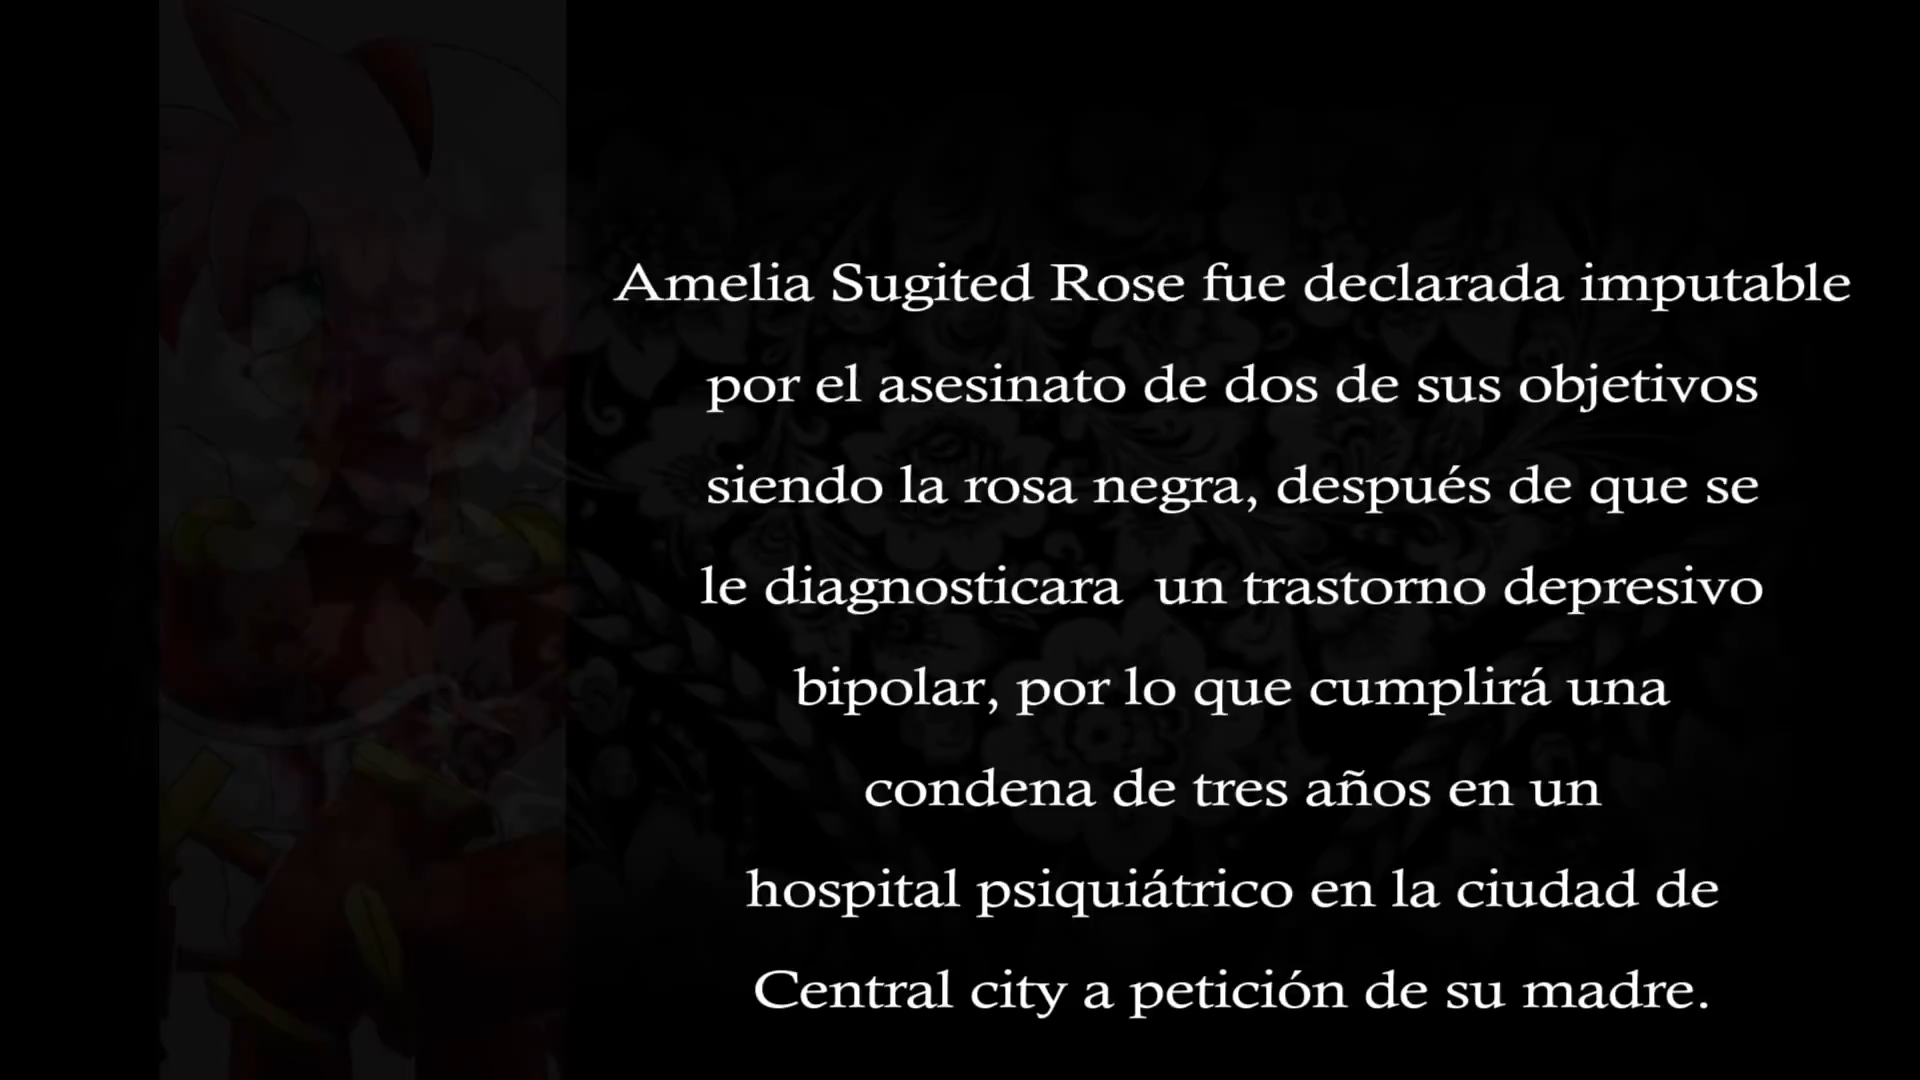 Amelia Sugited Rose fue declarada imputable
por el asesinato de dos de sus objetivos
siendo la rosa negra, después de que se
le diagnosticara  un trastorno depresivo
bipolar, por lo que cumplirá una
condena de tres años en un
hospital psiquiátrico en la ciudad de
Central city a petición de su madre.